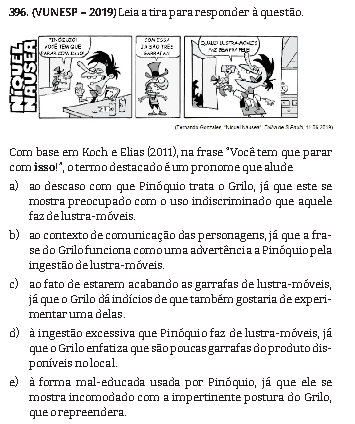 396. (VUNESP – 2019) Leia a tira para responder à questão.
NÍQUEL
NÁUSEA
PINÓQUIO!
VOCÊ TEM QUE
PARAR COM ISSO!
COM ESSA
JÁ SÃO TRÊS
GARRAFAS!
QUAL É? LUSTRA-MÓVEIS
FAZ BEM PRA PELE
(Fernando Gonsales, "Níquel Náusea". Folha de S.Paulo, 11.06.2019)
Com base em Koch e Elias (2011), na frase "Você tem que parar
com isso!", o termo destacado é um pronome que alude
a) ao descaso com que Pinóquio trata o Grilo, já que este se
mostra preocupado com o uso indiscriminado que aquele
faz de lustra-móveis.
b) ao contexto de comunicação das personagens, já que a fra-
se do Grilo funciona como uma advertência a Pinóquio pela
ingestão de lustra-móveis.
c) ao fato de estarem acabando as garrafas de lustra-móveis,
já que o Grilo dá indícios de que também gostaria de experi-
mentar uma delas.
d) à ingestão excessiva que Pinóquio faz de lustra-móveis, já
que o Grilo enfatiza que são poucas garrafas do produto dis-
poníveis no local.
e) à forma mal-educada usada por Pinóquio, já que ele se
mostra incomodado com a impertinente postura do Grilo,
que o repreendera.